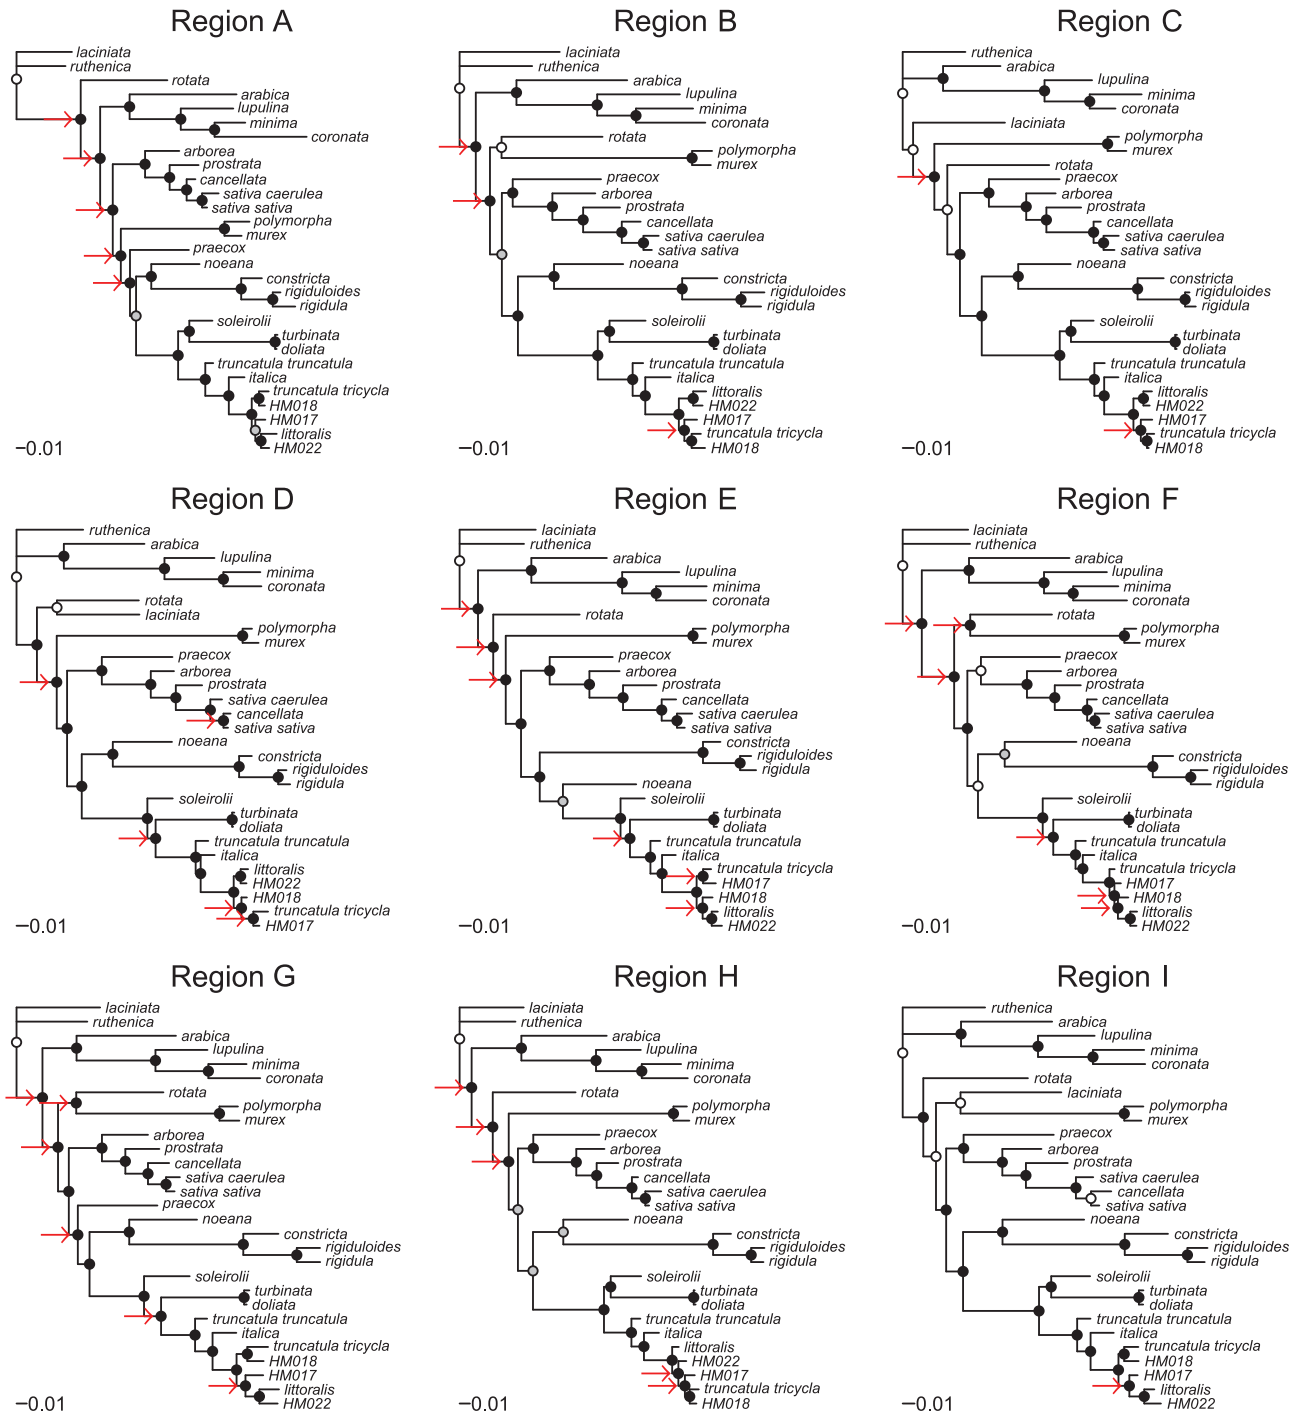 Region A
laciniata
ruthenica
rotata
arabica
lupulina
minima
coronata
arborea
prostrata
cancellata
sativa caerulea
sativa sativa
polymorpha
murex
praecox
noeana
constricta
rigiduloides
rigidula
soleirolii
turbinata
doliata
truncatula truncatula
italica
truncatula tricycla
HM018
HM017
littoralis
HM022
−0.01
Region B
laciniata
ruthenica
arabica
lupulina
minima
coronata
rotata
polymorpha
murex
praecox
arborea
prostrata
cancellata
sativa caerulea
sativa sativa
noeana
constricta
rigiduloides
rigidula
soleirolii
turbinata
doliata
truncatula truncatula
italica
littoralis
HM022
HM017
truncatula tricycla
HM018
−0.01
Region C
ruthenica
arabica
lupulina
minima
coronata
laciniata
polymorpha
murex
rotata
praecox
arborea
prostrata
cancellata
sativa caerulea
sativa sativa
noeana
constricta
rigiduloides
rigidula
soleirolii
turbinata
doliata
truncatula truncatula
italica
littoralis
HM022
HM017
truncatula tricycla
HM018
−0.01
Region D
ruthenica
arabica
lupulina
minima
coronata
rotata
laciniata
polymorpha
murex
praecox
arborea
prostrata
sativa caerulea
cancellata
sativa sativa
noeana
constricta
rigiduloides
rigidula
soleirolii
turbinata
doliata
truncatula truncatula
italica
littoralis
HM022
HM018
truncatula tricycla
HM017
−0.01
Region E
laciniata
ruthenica
arabica
lupulina
minima
coronata
rotata
polymorpha
murex
praecox
arborea
prostrata
cancellata
sativa caerulea
sativa sativa
constricta
rigiduloides
rigidula
noeana
soleirolii
turbinata
doliata
truncatula truncatula
italica
truncatula tricycla
HM017
HM018
littoralis
HM022
−0.01
Region F
laciniata
ruthenica
arabica
lupulina
minima
coronata
rotata
polymorpha
murex
praecox
arborea
prostrata
cancellata
sativa caerulea
sativa sativa
noeana
constricta
rigiduloides
rigidula
soleirolii
turbinata
doliata
truncatula truncatula
italica
truncatula tricycla
HM017
HM018
littoralis
HM022
−0.01
Region G
laciniata
ruthenica
arabica
lupulina
minima
coronata
rotata
polymorpha
murex
arborea
prostrata
cancellata
sativa caerulea
sativa sativa
praecox
noeana
constricta
rigiduloides
rigidula
soleirolii
turbinata
doliata
truncatula truncatula
italica
truncatula tricycla
HM018
HM017
littoralis
HM022
−0.01
Region H
laciniata
ruthenica
arabica
lupulina
minima
coronata
rotata
polymorpha
murex
praecox
arborea
prostrata
cancellata
sativa caerulea
sativa sativa
noeana
constricta
rigiduloides
rigidula
soleirolii
turbinata
doliata
truncatula truncatula
italica
littoralis
HM022
HM017
truncatula tricycla
HM018
−0.01
Region I
ruthenica
arabica
lupulina
minima
coronata
rotata
laciniata
polymorpha
murex
praecox
arborea
prostrata
sativa caerulea
cancellata
sativa sativa
noeana
constricta
rigiduloides
rigidula
soleirolii
turbinata
doliata
truncatula truncatula
italica
truncatula tricycla
HM018
HM017
littoralis
HM022
−0.01